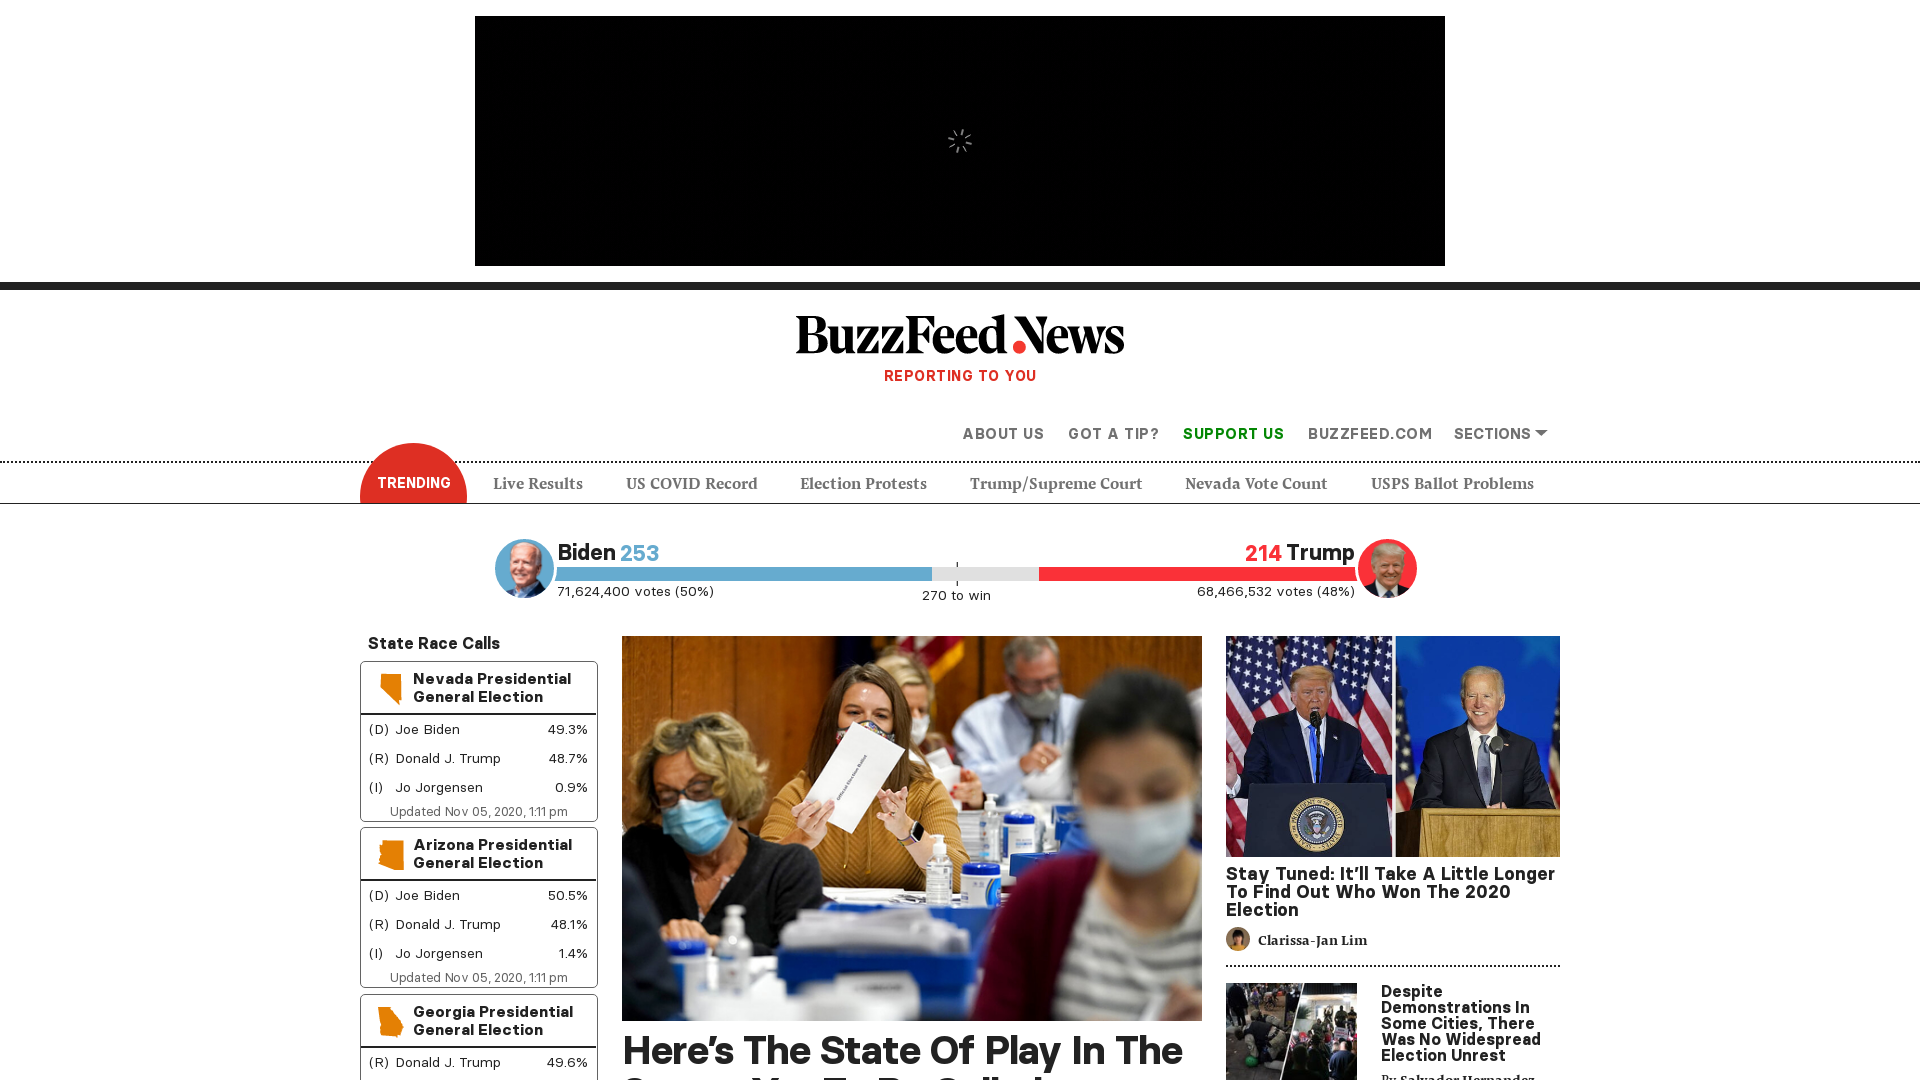 BuzzFeed News
REPORTING TO YOU
ABOUT US GOT A TIP? SUPPORT US BUZZFEED.COM SECTIONS
TRENDING Live Results US COVID Record Election Protests Trump/Supreme Court Nevada Vote Count USPS Ballot Problems
Biden 253 214 Trump
71,624,400 votes (50%) 270 to win 68,466,532 votes (48%)
State Race Calls
Nevada Presidential
General Election
(D) Joe Biden 49.3%
(R) Donald J. Trump 48.7%
(I) Jo Jorgensen 0.9%
Updated Nov 05, 2020, 1:11 pm
Arizona Presidential
General Election
(D) Joe Biden 50.5%
(R) Donald J. Trump 48.1%
(I) Jo Jorgensen 1.4%
Updated Nov 05, 2020, 1:11 pm
Georgia Presidential
General Election
(R) Donald J. Trump 49.6%
Official Election Ballot
Here’s The State Of Play In The
Stay Tuned: It’ll Take A Little Longer
To Find Out Who Won The 2020
Election
Clarissa-Jan Lim
Despite
Demonstrations In
Some Cities, There
Was No Widespread
Election Unrest
By Salvador Hernandez